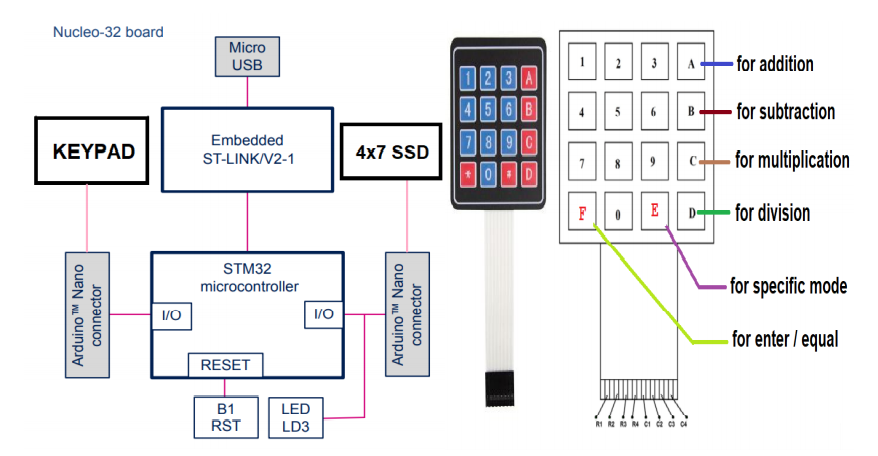 Nucleo-32 board
Micro
USB
KEYPAD
Embedded
ST-LINK/V2-1
4x7 SSD
Arduino™ Nano
connector
STM32
microcontroller
I/O
I/O
RESET
Arduino™ Nano
connector
B1
RST
LED
LD3
1 2 3 A
4 5 6 B
7 8 9 C
* 0 # D
1 2 3 A
for addition
4 5 6 B
for subtraction
7 8 9 C
for multiplication
F 0 E D
for division
for specific mode
for enter / equal
R1 R2 R3 R4 C1 C2 C3 C4